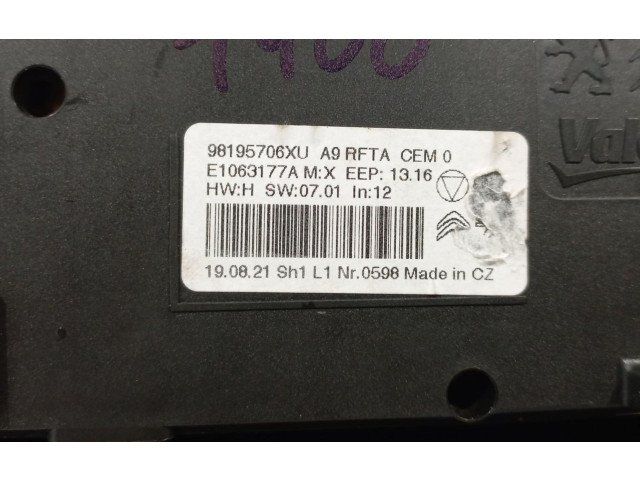 1400
98195706XU A9 RFTA CEM 0
E1063177A M:X EEP: 13.16
HW:H SW:07.01 In:12
19.08.21 Sh1 L1 Nr.0598 Made in CZ